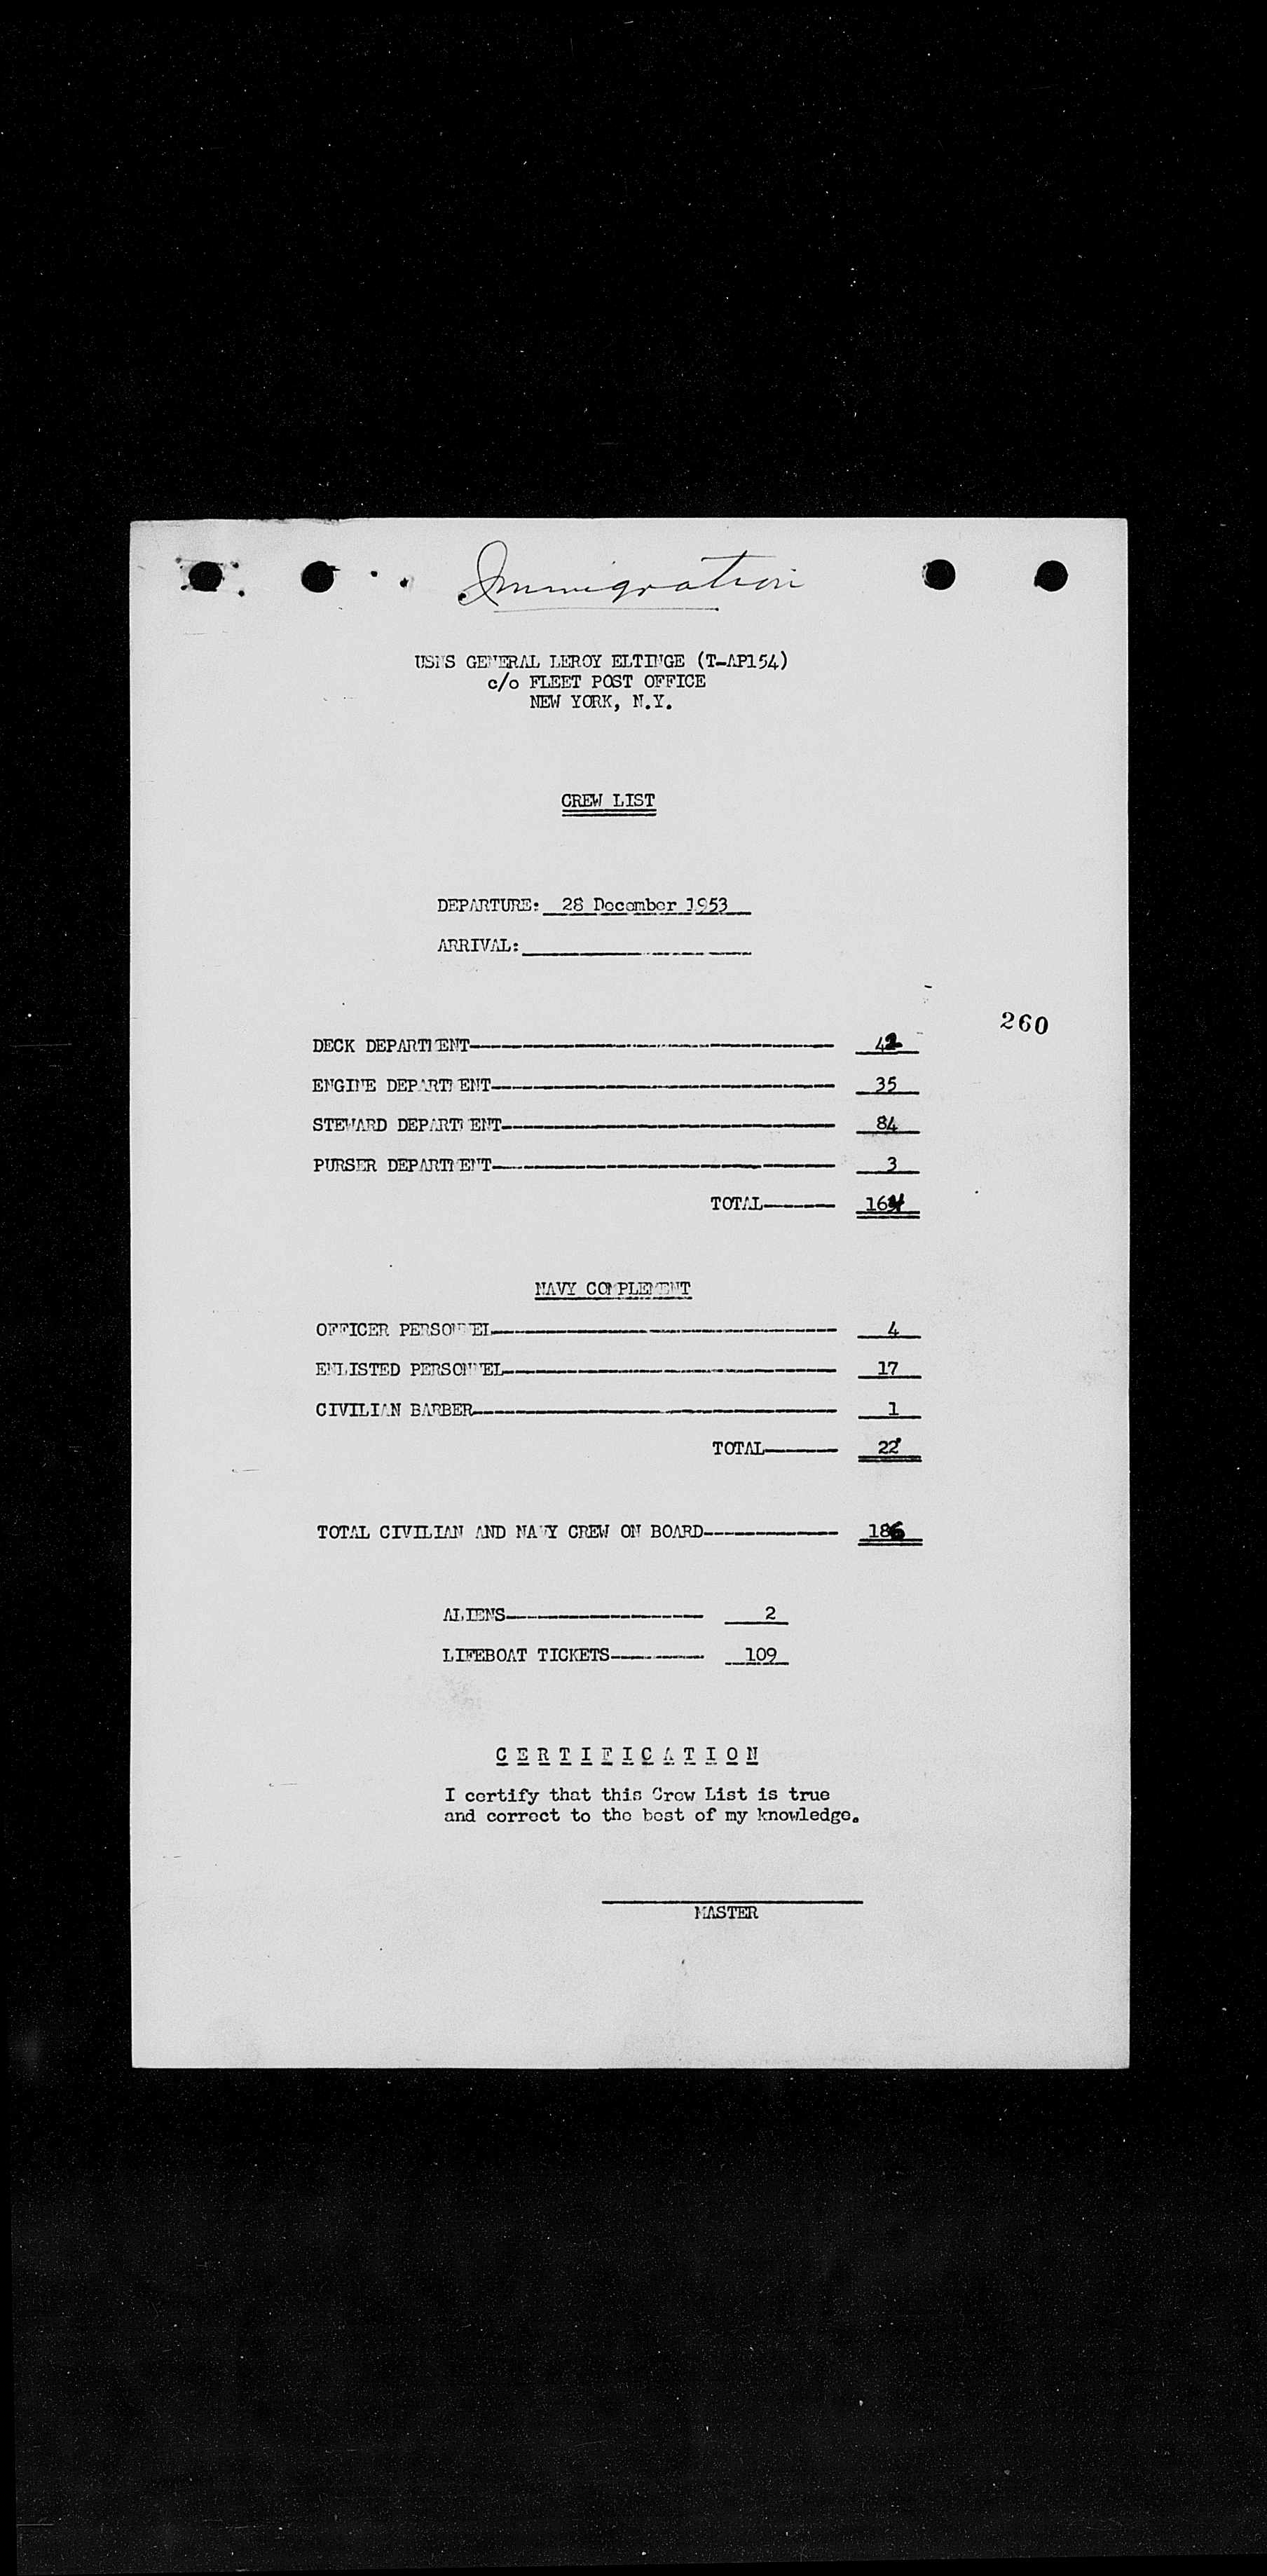 Immigration
USNS GENERAL LEROY ELTINGE (T-AP154)
c/o FLEET POST OFFICE
NEW YORK, N.Y.
CREW LIST
DEPARTURE: 28 December 1953
ARRIVAL:
260
DECK DEPARTMENT 42
ENGINE DEPARTMENT 35
STEWARD DEPARTMENT 84
PURSER DEPARTMENT 3
TOTAL 164
NAVY COMPLEMENT
OFFICER PERSONNEL 4
ENLISTED PERSONNEL 17
CIVILIAN BARBER 1
TOTAL 22
TOTAL CIVILIAN AND NAVY CREW ON BOARD 186
ALIENS 2
LIFEBOAT TICKETS 109
CERTIFICATION
I certify that this Crew List is true
and correct to the best of my knowledge.
MASTER